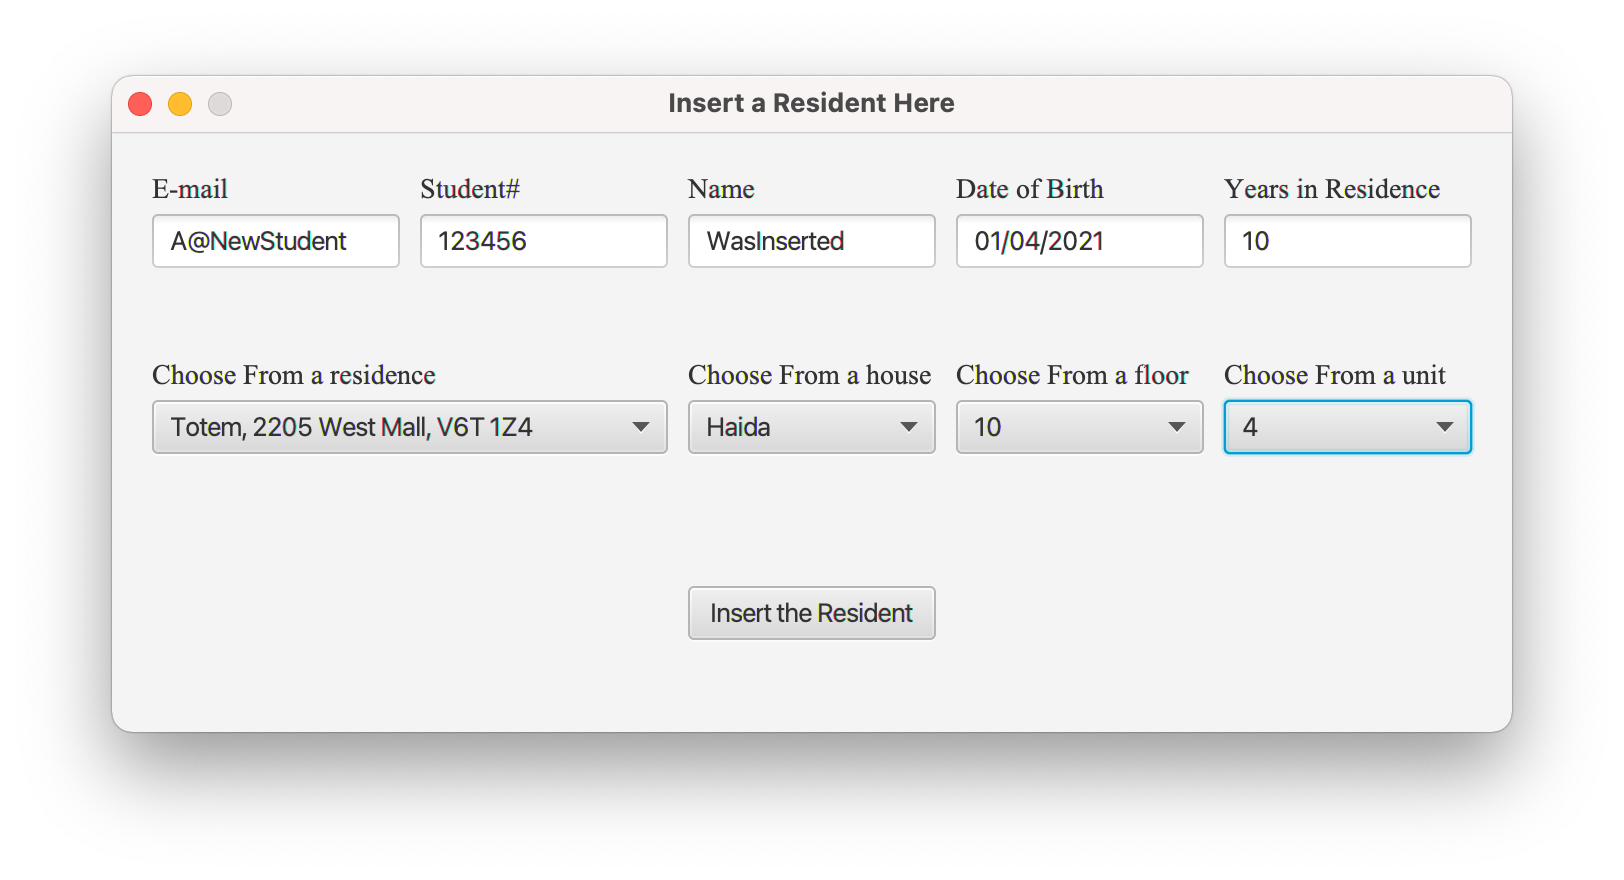 Insert a Resident Here
E-mail Student# Name Date of Birth Years in Residence
A@NewStudent 123456 WasInserted 01/04/2021 10
Choose From a residence Choose From a house Choose From a floor Choose From a unit
Totem, 2205 West Mall, V6T 1Z4 Haida 10 4
Insert the Resident